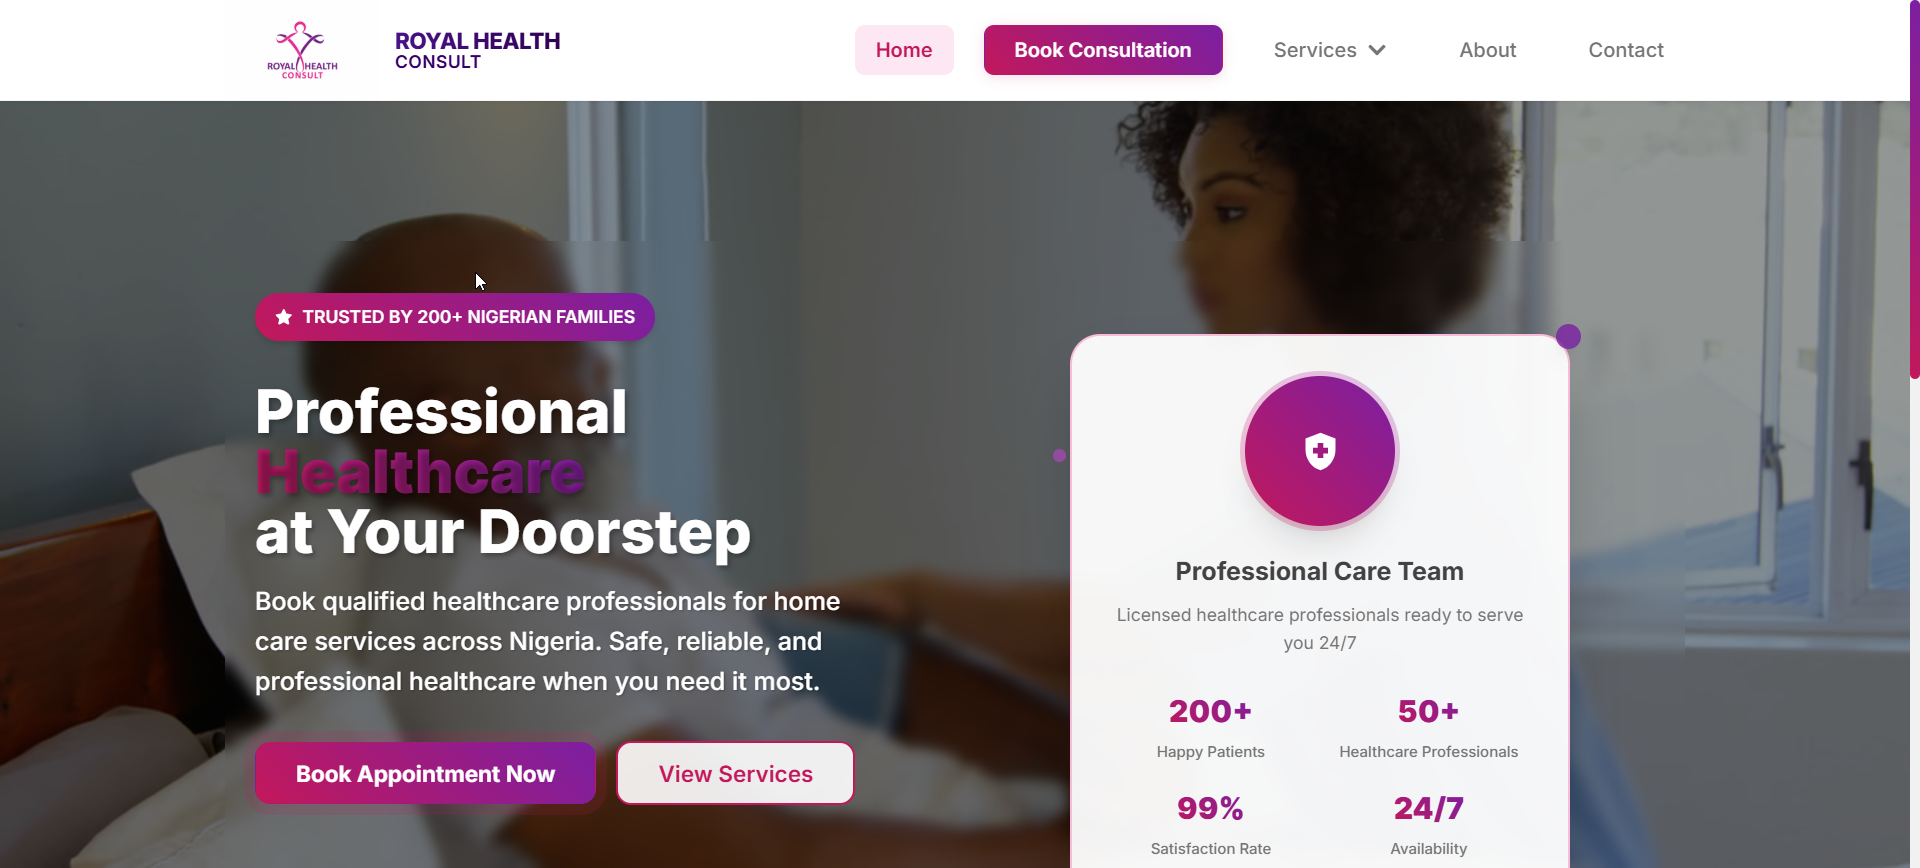 ROYAL HEALTH
CONSULT
ROYAL HEALTH
CONSULT
Home
Book Consultation
Services
About
Contact
TRUSTED BY 200+ NIGERIAN FAMILIES
Professional
Healthcare
at Your Doorstep
Book qualified healthcare professionals for home
care services across Nigeria. Safe, reliable, and
professional healthcare when you need it most.
Book Appointment Now
View Services
Professional Care Team
Licensed healthcare professionals ready to serve
you 24/7
200+
Happy Patients
50+
Healthcare Professionals
99%
Satisfaction Rate
24/7
Availability